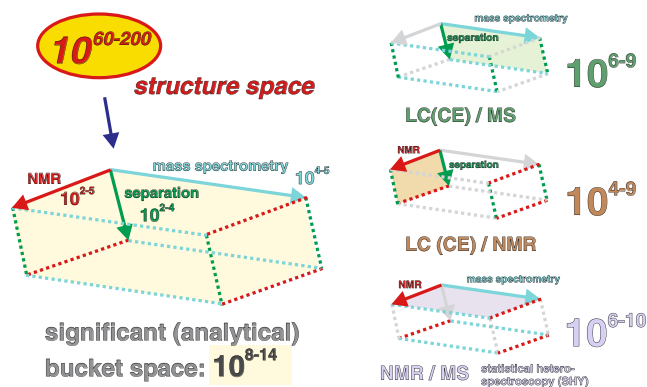 10^60-200
structure space
NMR
10^2-5
mass spectrometry
10^4-5
separation
10^2-4
significant (analytical)
bucket space: 10^8-14
mass spectrometry
separation
10^6-9
LC(CE) / MS
NMR
separation
10^4-9
LC (CE) / NMR
NMR
mass spectrometry
10^6-10
NMR / MS
statistical hetero-
spectroscopy (SHY)